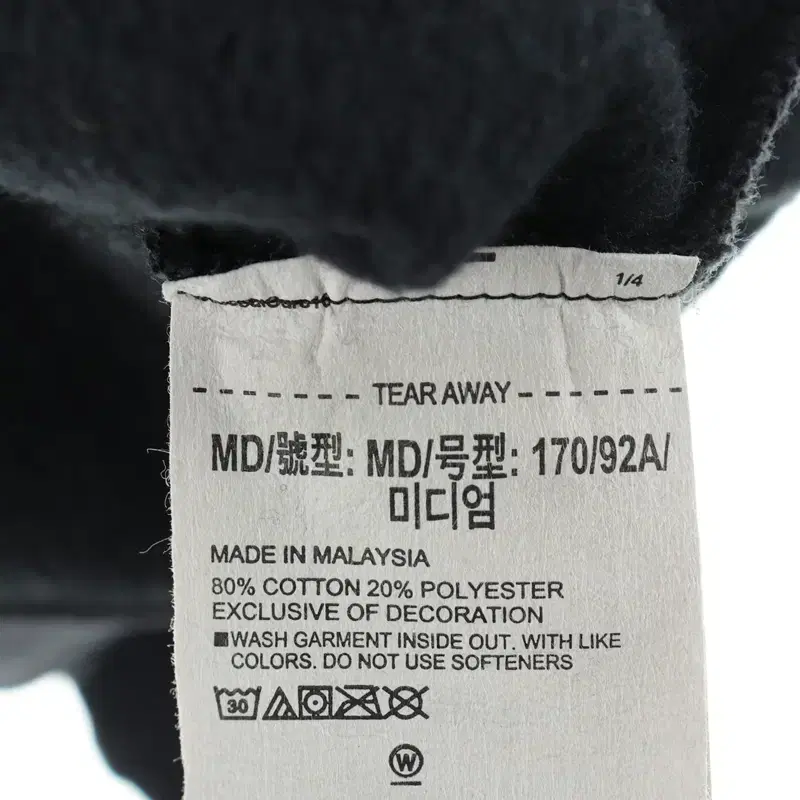 1/4
TEAR AWAY
MD/號型: MD/号型: 170/92A/
미디엄
MADE IN MALAYSIA
80% COTTON 20% POLYESTER
EXCLUSIVE OF DECORATION
■WASH GARMENT INSIDE OUT. WITH LIKE
COLORS. DO NOT USE SOFTENERS
30
W